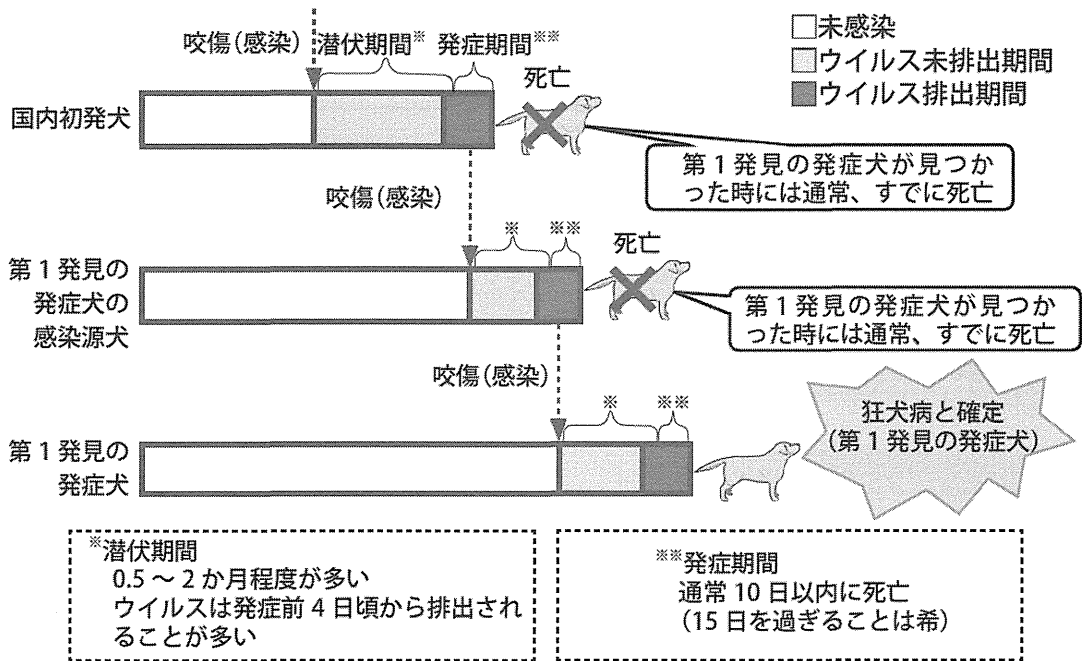 咬傷(感染)
潜伏期間※
発症期間※※
□未感染
ウイルス未排出期間
ウイルス排出期間
死亡
国内初発犬
第1発見の発症犬が見つか
った時には通常、すでに死亡
咬傷(感染)
※
※※
死亡
第1発見の
発症犬の
感染源犬
第1発見の発症犬が見つか
った時には通常、すでに死亡
咬傷(感染)
※
※※
狂犬病と確定
(第1発見の発症犬)
第1発見の
発症犬
※潜伏期間
0.5～2か月程度が多い
ウイルスは発症前4日頃から排出され
ることが多い
※※発症期間
通常10日以内に死亡
(15日を過ぎることは希)